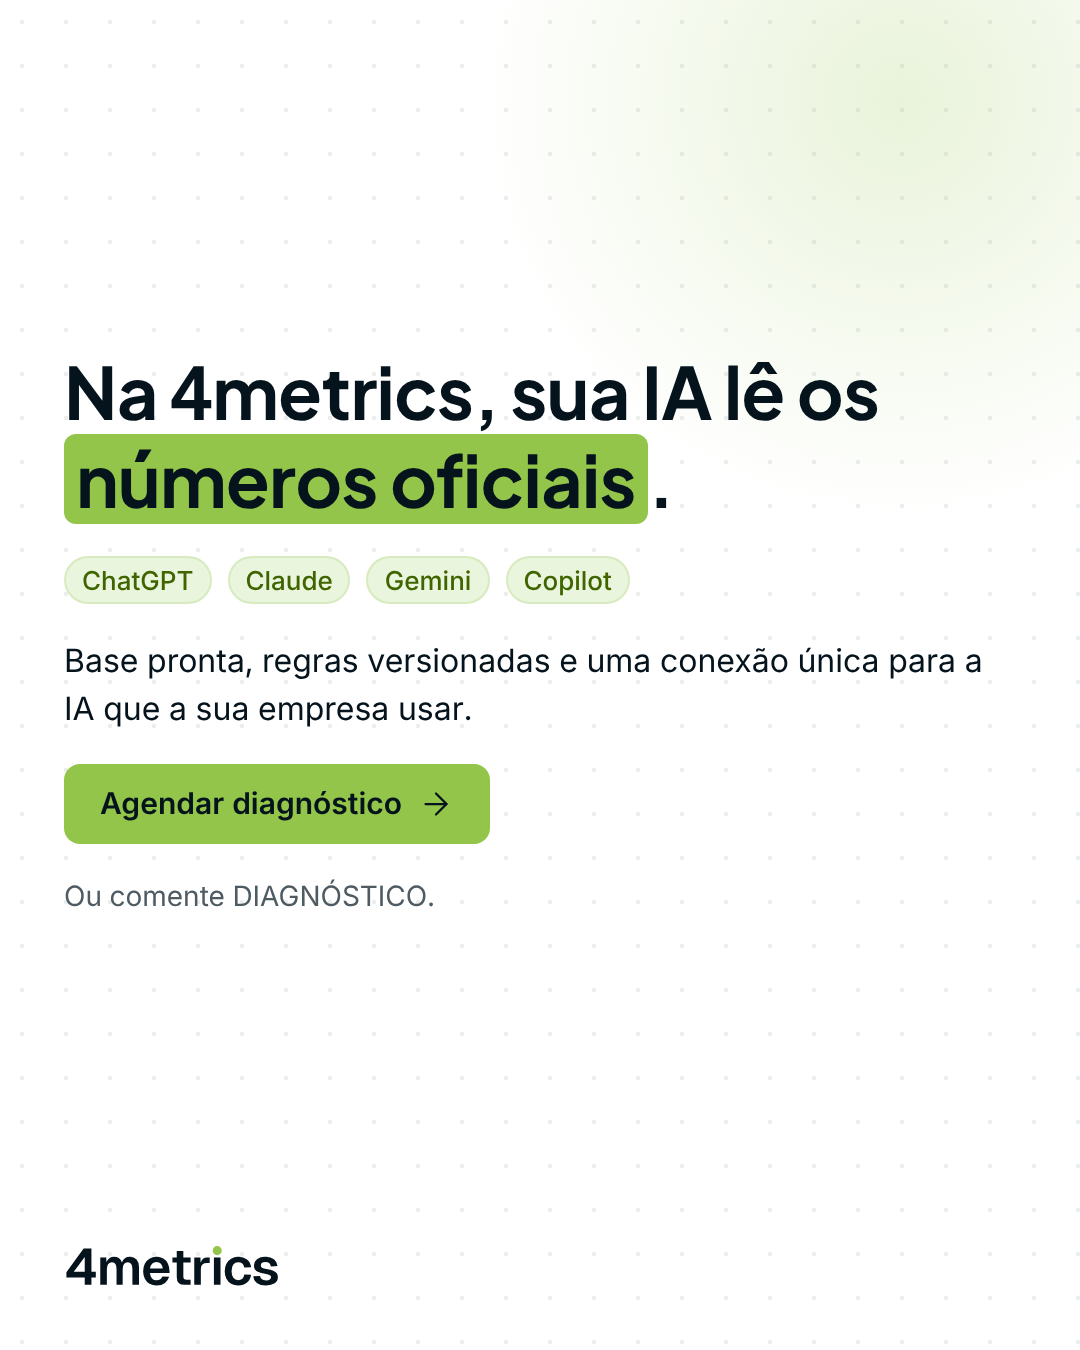 Na 4metrics, sua IA lê os
números oficiais.
ChatGPT Claude Gemini Copilot
Base pronta, regras versionadas e uma conexão única para a
IA que a sua empresa usar.
Agendar diagnóstico →
Ou comente DIAGNÓSTICO.
4metrics